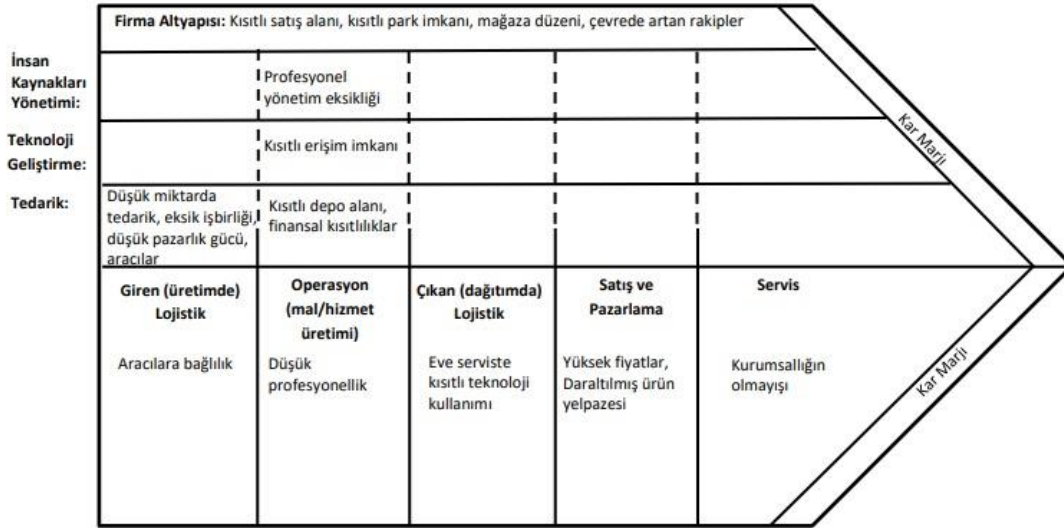 Firma Altyapısı: Kısıtlı satış alanı, kısıtlı park imkanı, mağaza düzeni, çevrede artan rakipler
İnsan
Kaynakları
Yönetimi:
Profesyonel
yönetim eksikliği
Teknoloji
Geliştirme:
Kısıtlı erişim imkanı
Tedarik:
Düşük miktarda
tedarik, eksik işbirliği,
düşük pazarlık gücü,
aracılar
Kısıtlı depo alanı,
finansal kısıtlılıklar
Kar Marjı
Giren (üretimde)
Lojistik
Operasyon
(mal/hizmet
üretimi)
Çıkan (dağıtımda)
Lojistik
Satış ve
Pazarlama
Servis
Aracılara bağlılık
Düşük
profesyonellik
Eve serviste
kısıtlı teknoloji
kullanımı
Yüksek fiyatlar,
Daraltılmış ürün
yelpazesi
Kurumsallığın
olmayışı
Kar Marjı